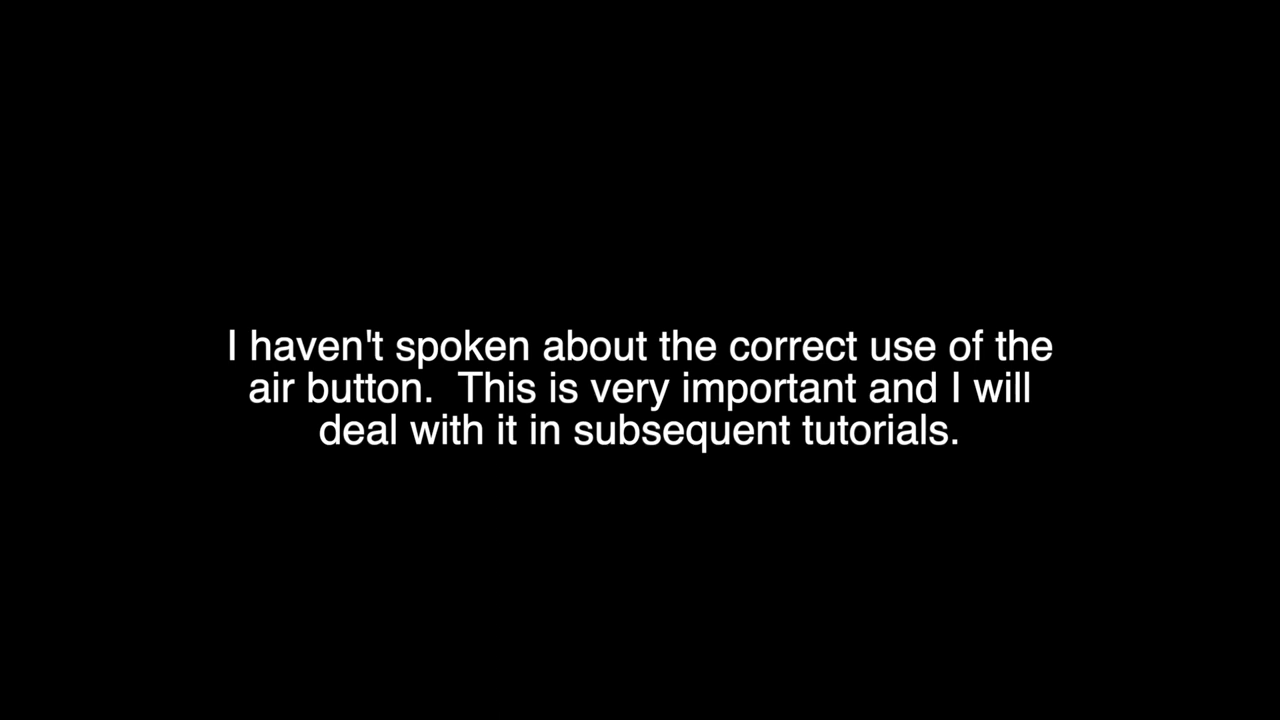 I haven't spoken about the correct use of the
air button.  This is very important and I will
deal with it in subsequent tutorials.